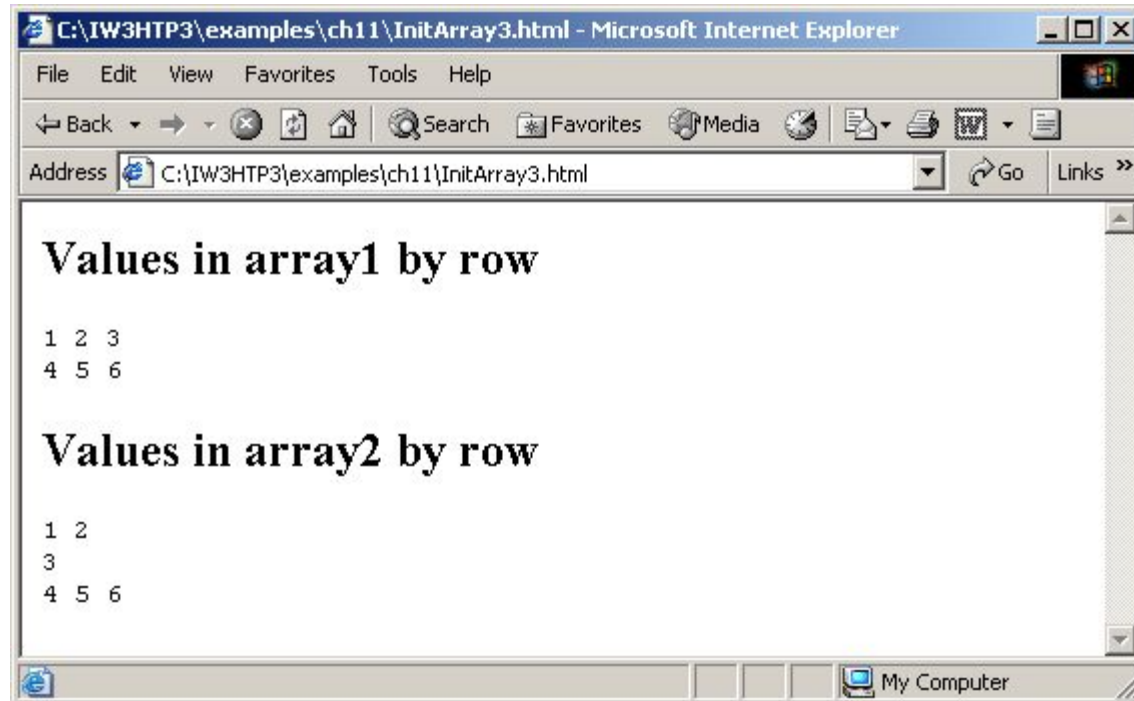 C:\IW3HTP3\examples\ch11\InitArray3.html - Microsoft Internet Explorer
File Edit View Favorites Tools Help
Back Search Favorites Media
Address C:\IW3HTP3\examples\ch11\InitArray3.html Go Links »
Values in array1 by row
1 2 3
4 5 6
Values in array2 by row
1 2
3
4 5 6
My Computer